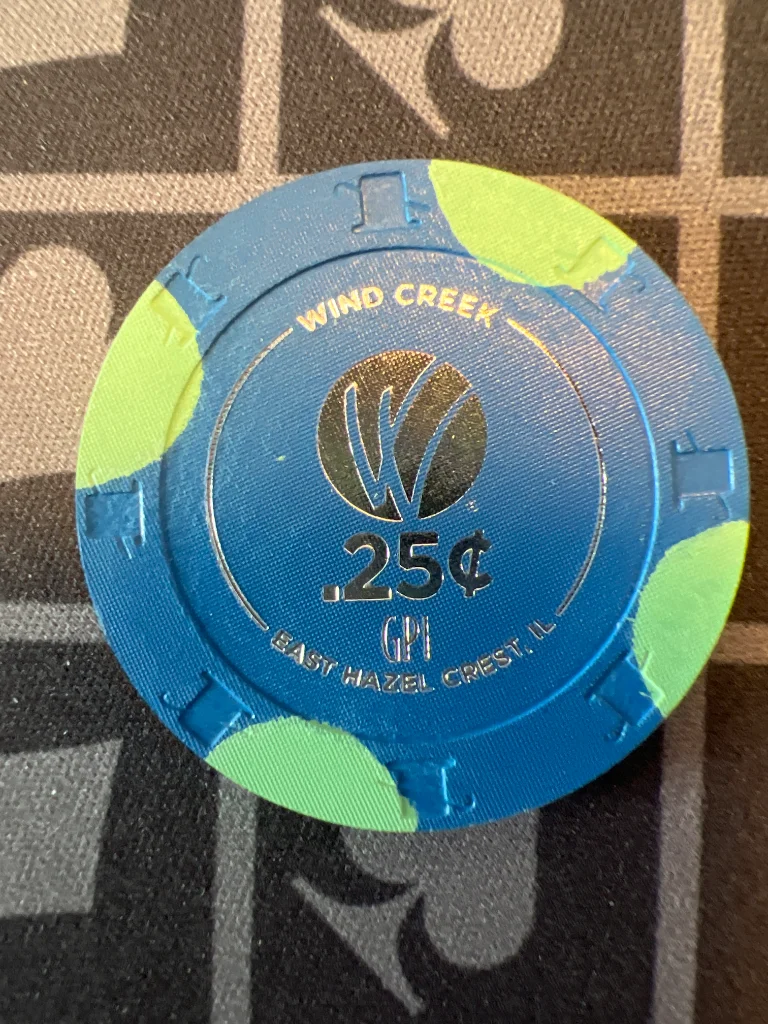 WIND CREEK
W
.25¢
GPI
EAST HAZEL CREST, IL